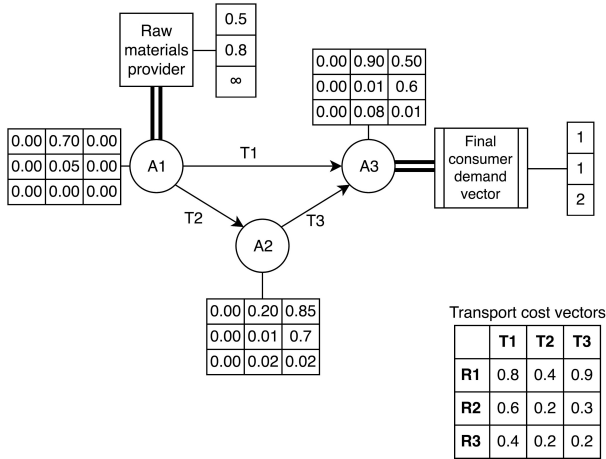 Raw
materials
provider
0.5
0.8
∞
0.00 0.90 0.50
0.00 0.01 0.6
0.00 0.08 0.01
0.00 0.70 0.00
0.00 0.05 0.00
0.00 0.00 0.00
A1
T1
A3
Final
consumer
demand
vector
1
1
2
T2
T3
A2
0.00 0.20 0.85
0.00 0.01 0.7
0.00 0.02 0.02
Transport cost vectors
T1 T2 T3
R1 0.8 0.4 0.9
R2 0.6 0.2 0.3
R3 0.4 0.2 0.2